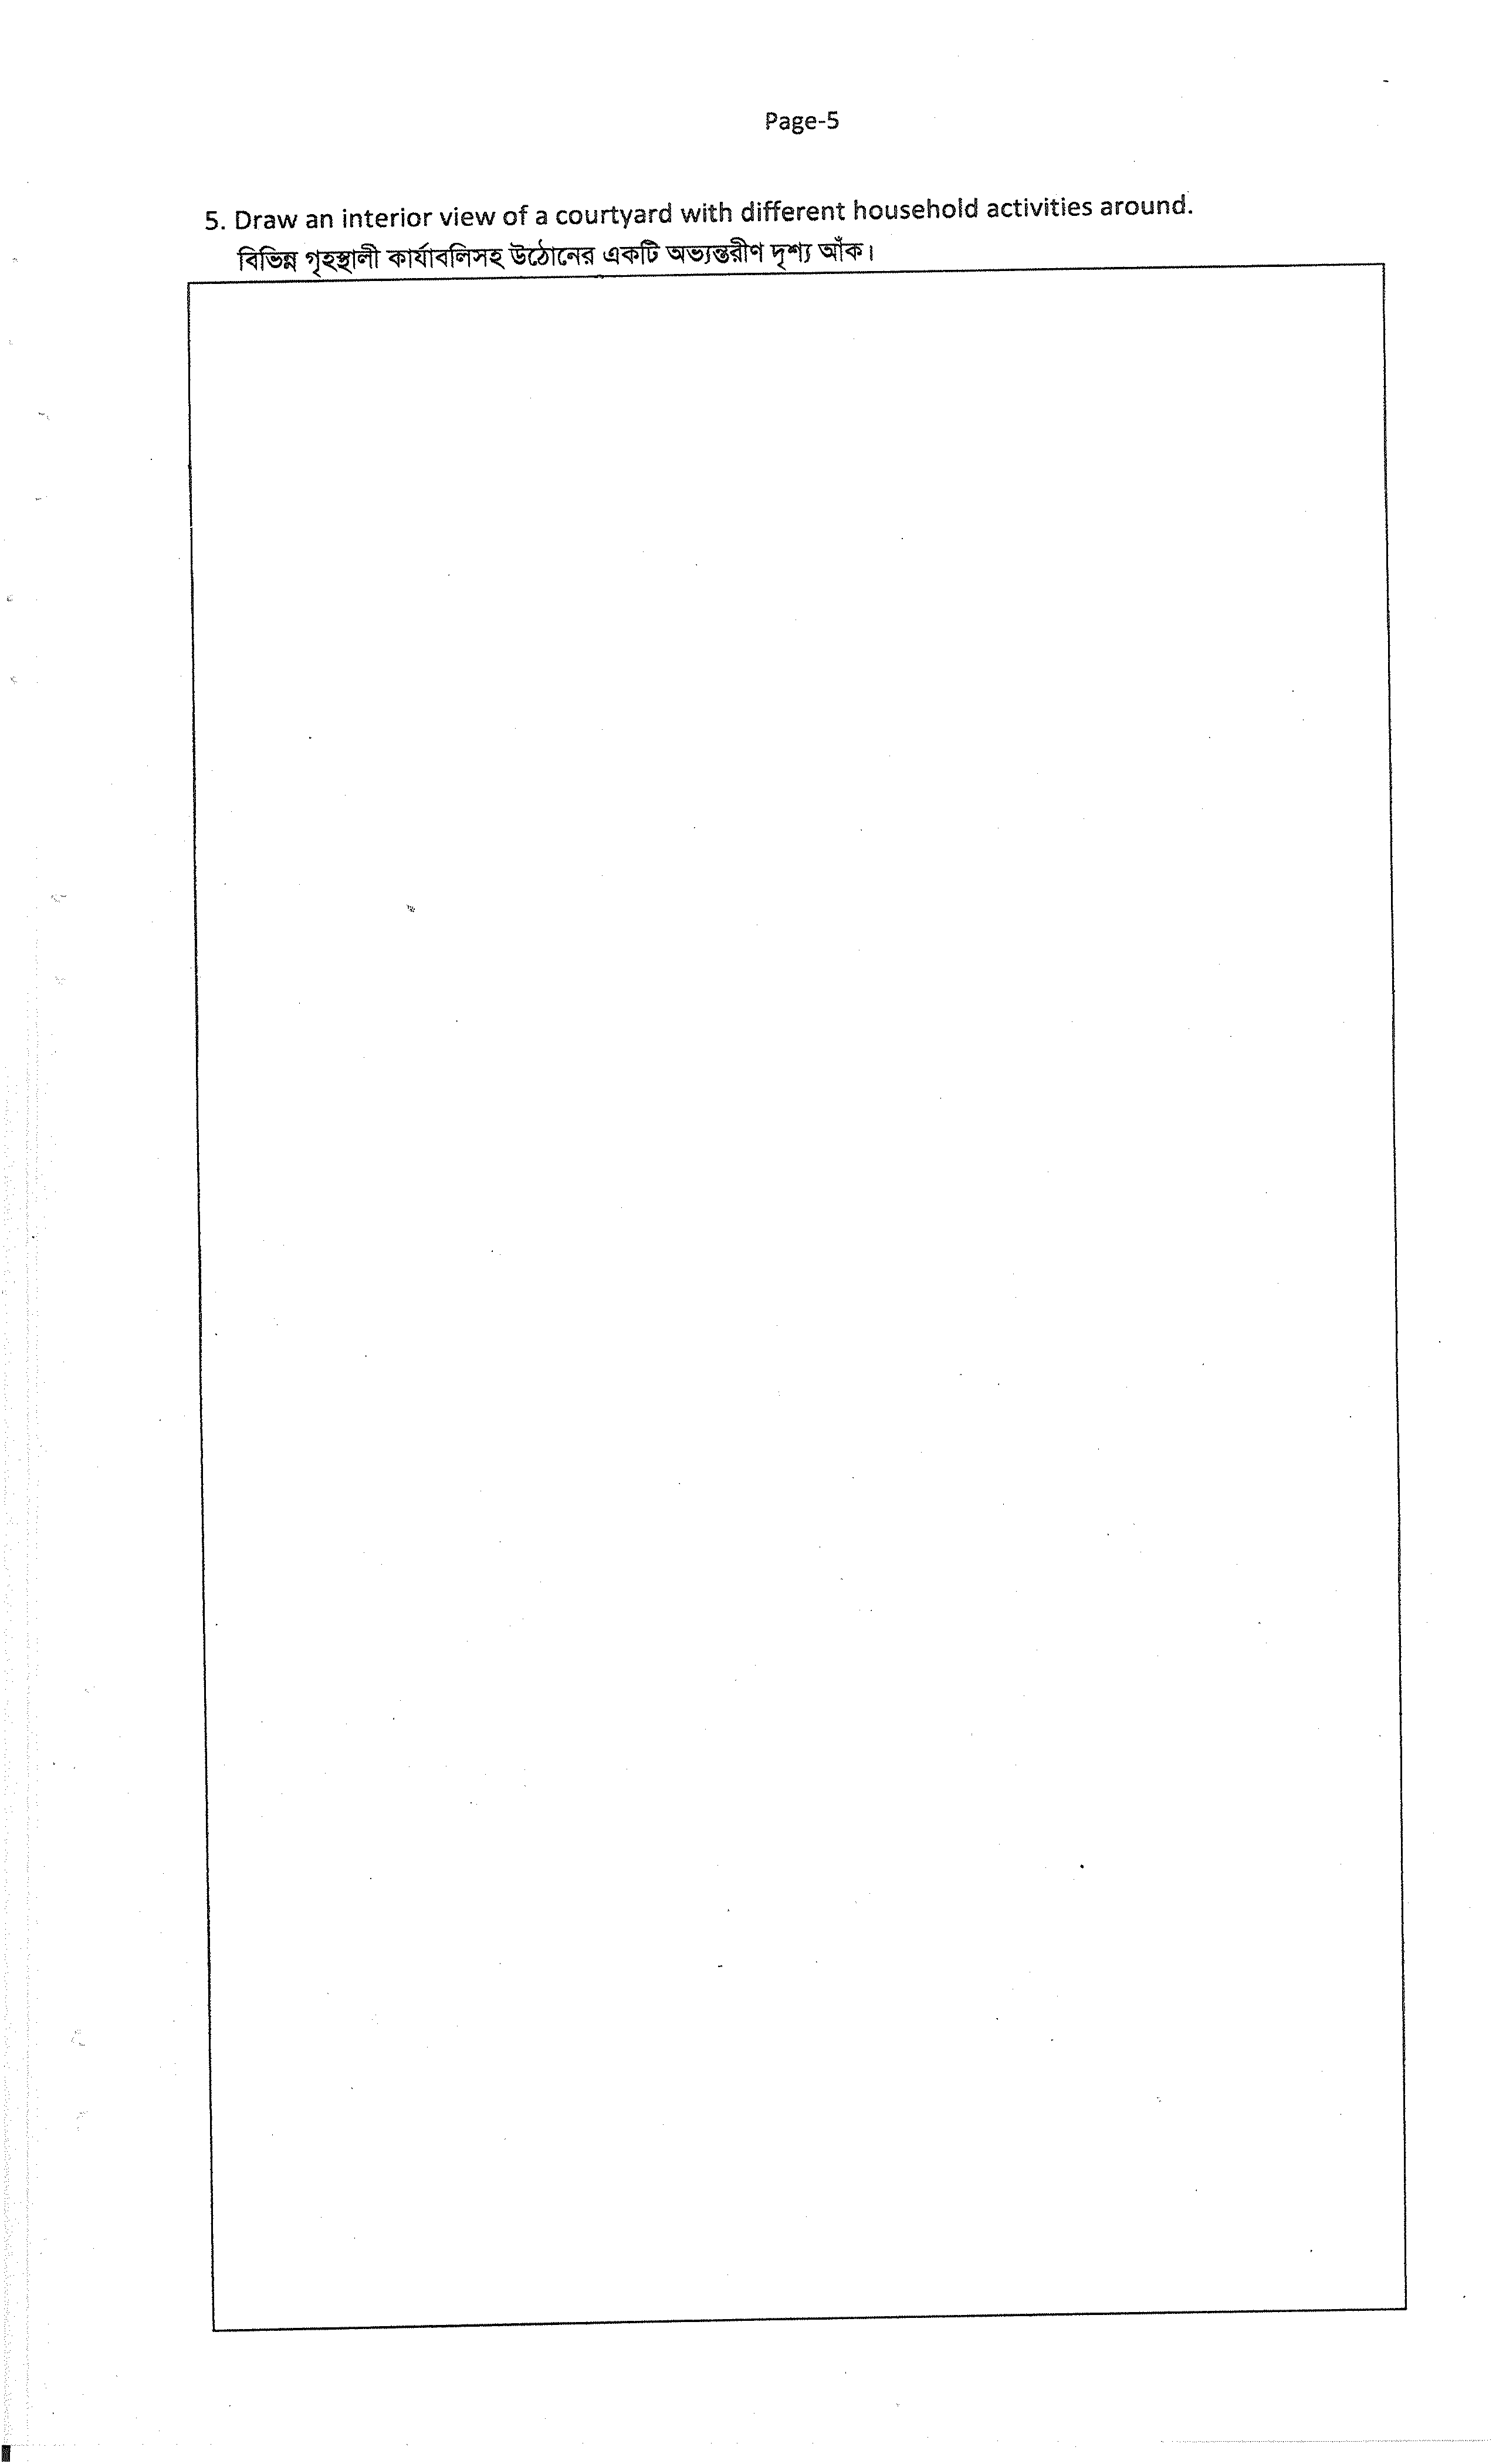 Page-5
5. Draw an interior view of a courtyard with different household activities around.
বিভিন্ন গৃহস্থালী কার্যাবলিসহ উঠোনের একটি অভ্যন্তরীণ দৃশ্য আঁক।